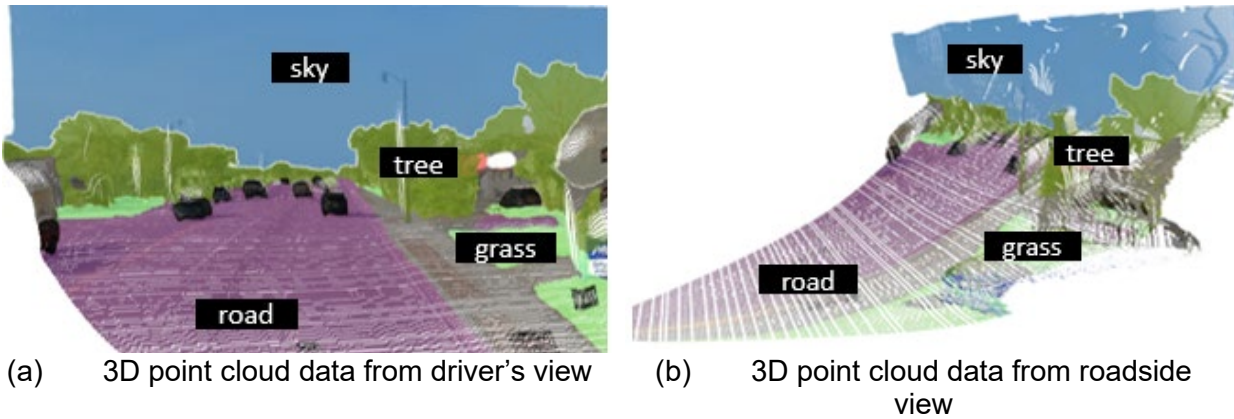 sky
tree
grass
road
sky
tree
grass
road
(a) 3D point cloud data from driver’s view
(b) 3D point cloud data from roadside
view